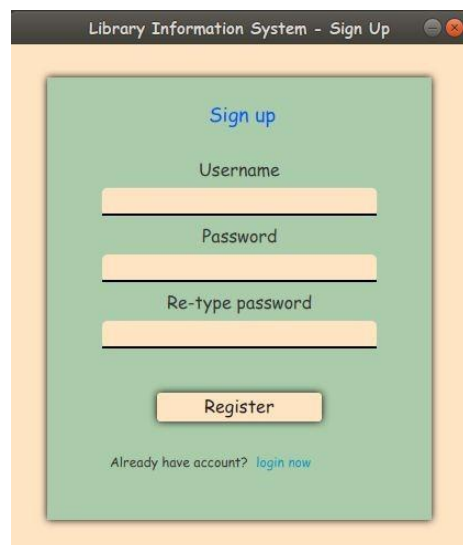 Library Information System - Sign Up
Sign up
Username
Password
Re-type password
Register
Already have account? login now